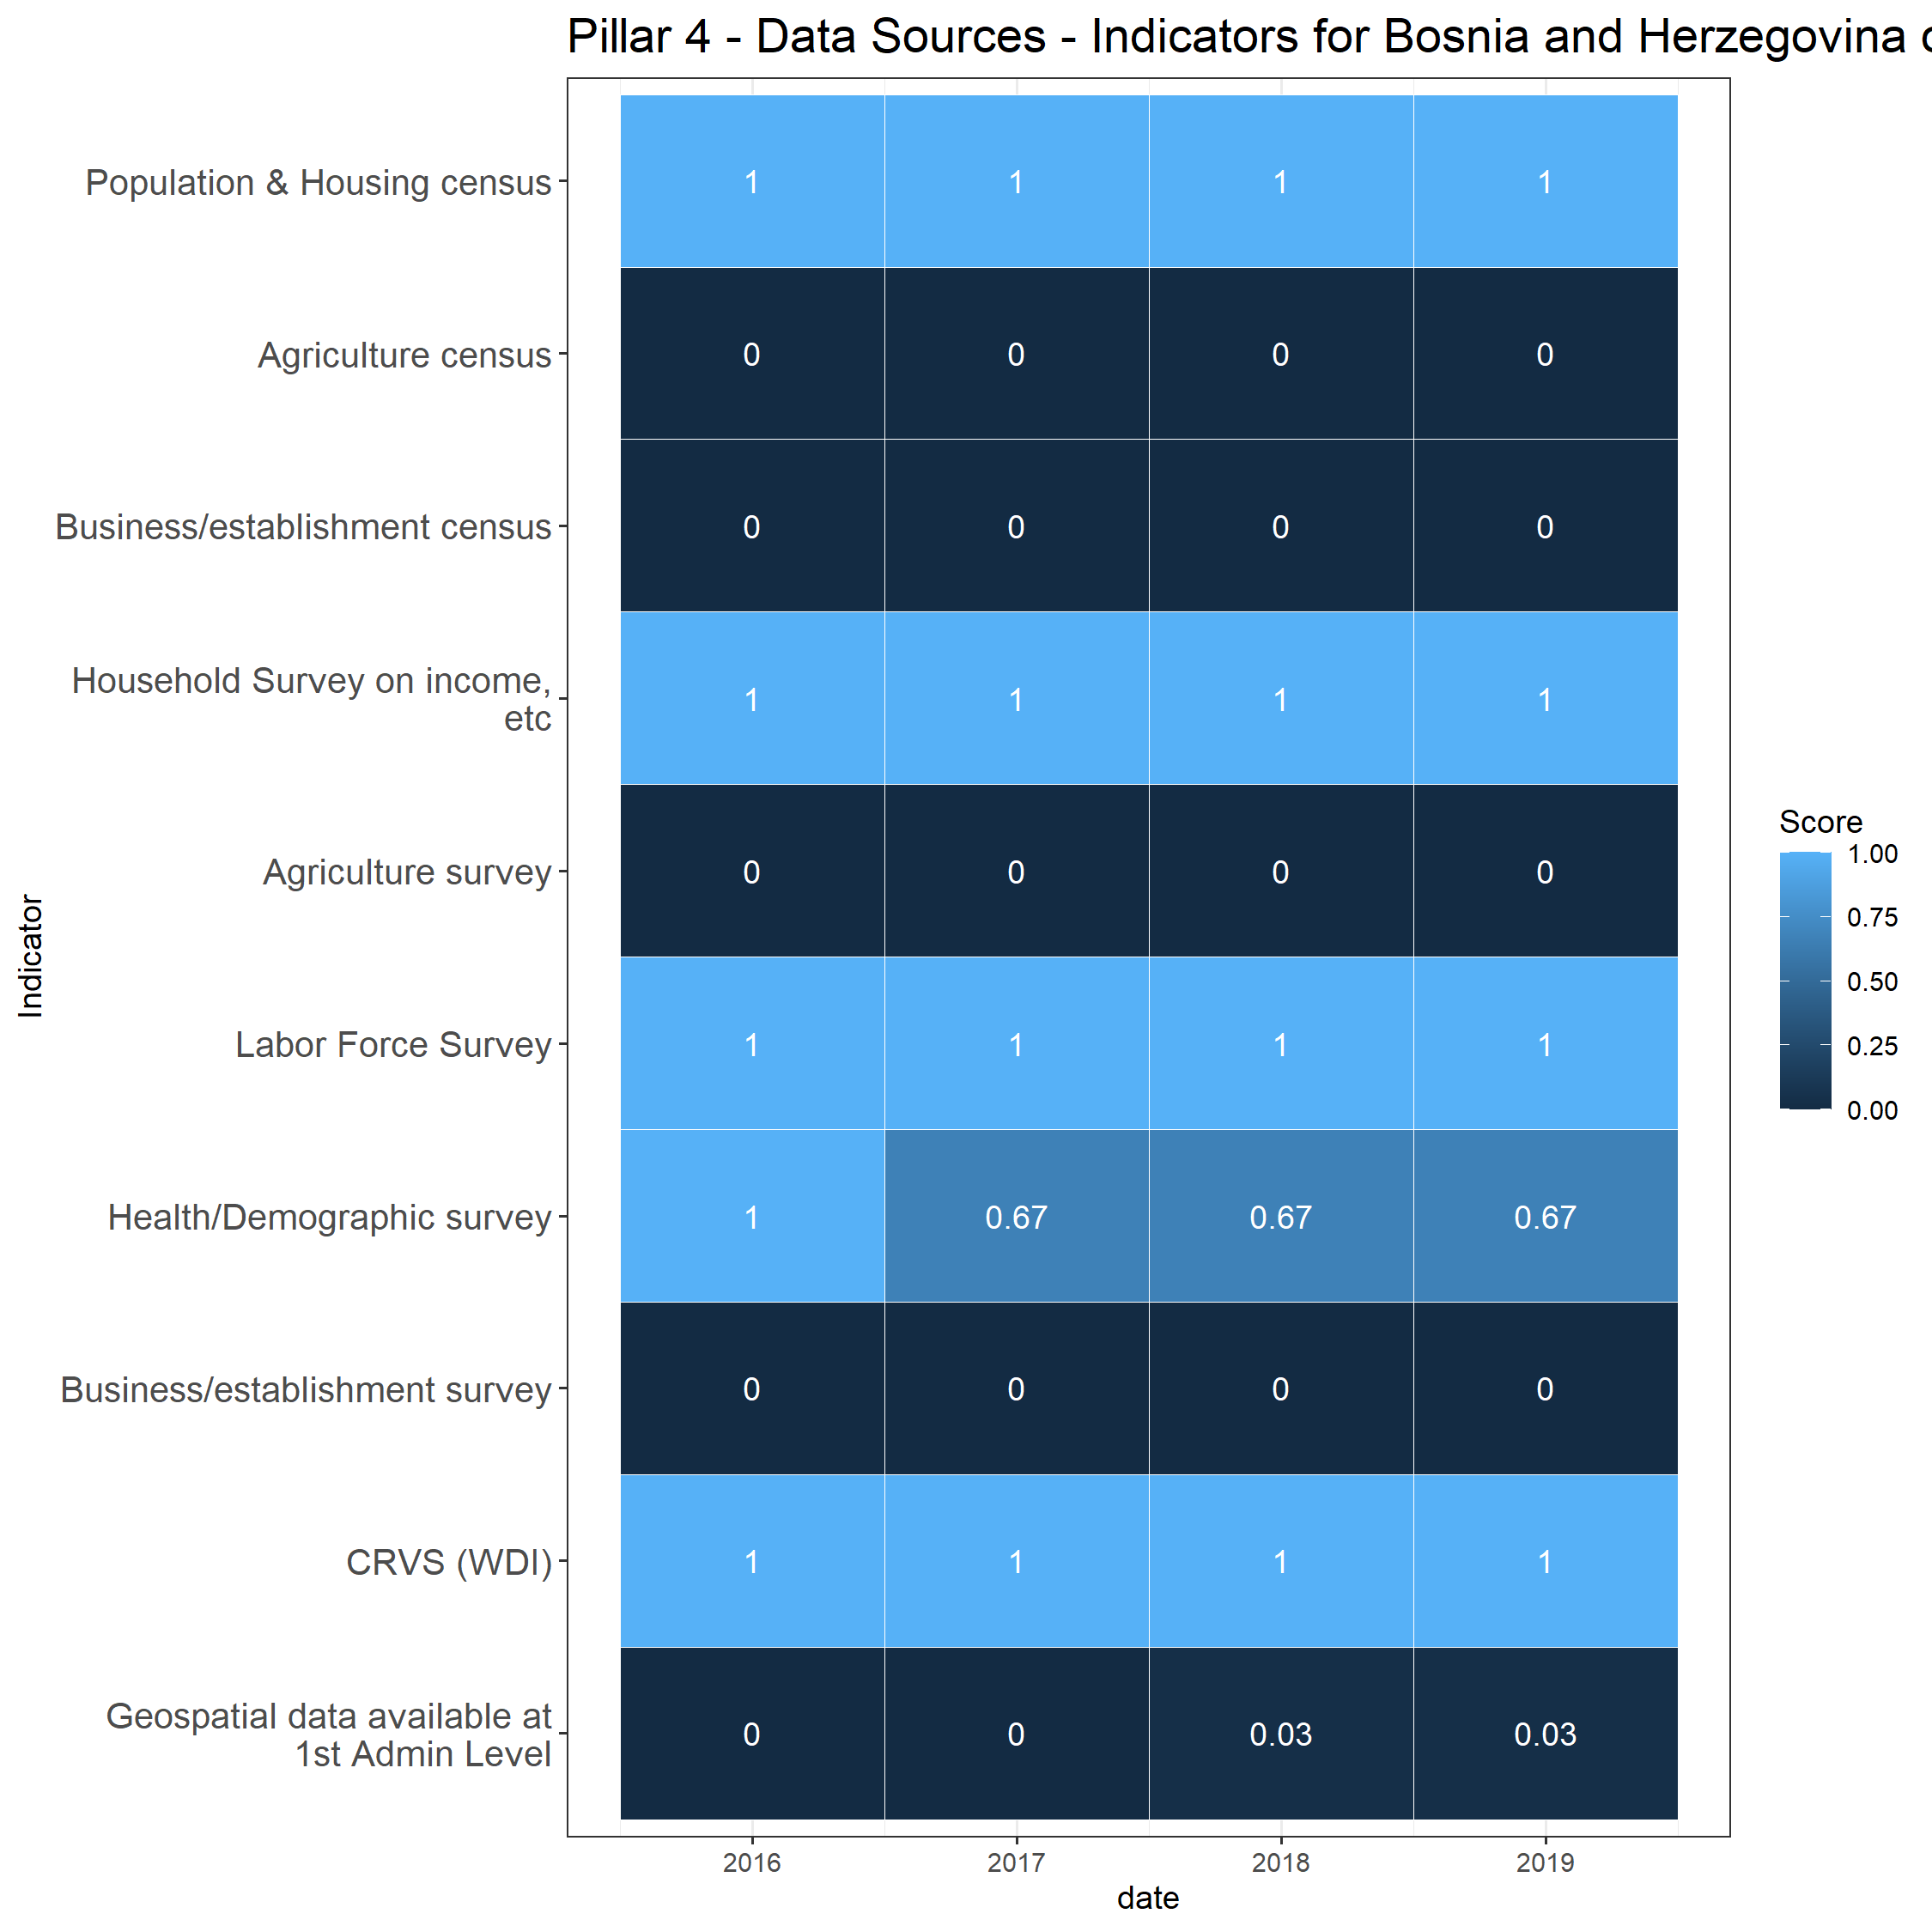 Pillar 4 - Data Sources - Indicators for Bosnia and Herzegovina
Population & Housing census
1 1 1 1
Agriculture census
0 0 0 0
Business/establishment census
0 0 0 0
Household Survey on income,
etc
1 1 1 1
Agriculture survey
0 0 0 0
Labor Force Survey
1 1 1 1
Health/Demographic survey
1 0.67 0.67 0.67
Business/establishment survey
0 0 0 0
CRVS (WDI)
1 1 1 1
Geospatial data available at
1st Admin Level
0 0 0.03 0.03
2016 2017 2018 2019
date
Indicator
Score
1.00
0.75
0.50
0.25
0.00